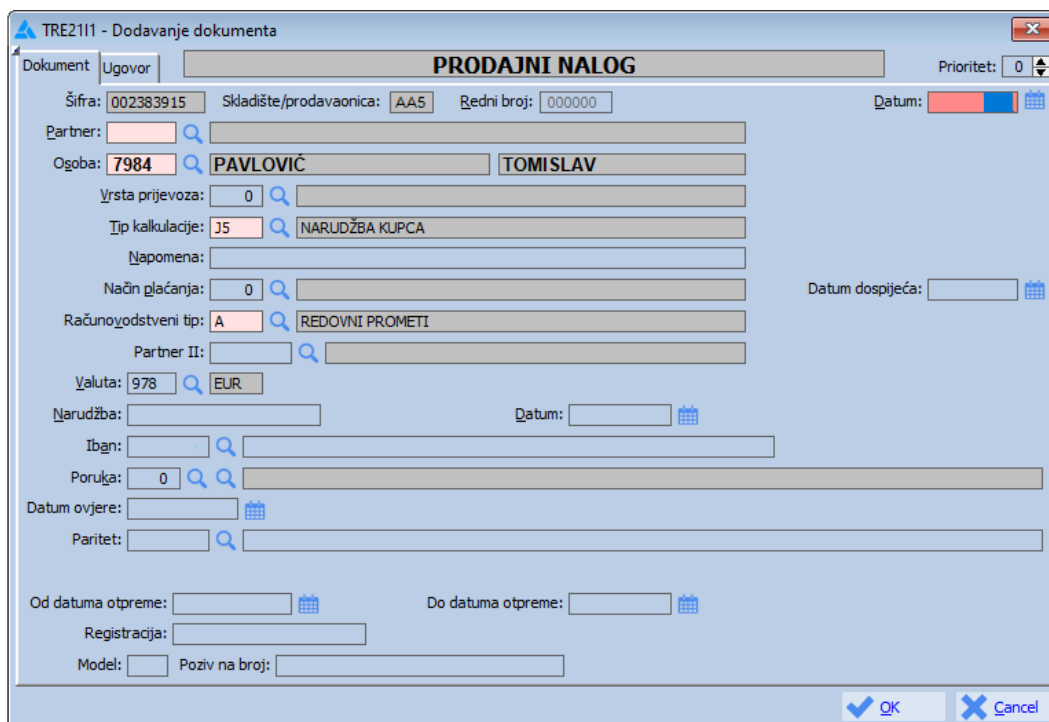 TRE21I1 - Dodavanje dokumenta
Dokument Ugovor PRODAJNI NALOG Prioritet: 0
Šifra: 002383915 Skladište/prodavaonica: AA5 Redni broj: 000000 Datum:
Partner:
Osoba: 7984 PAVLOVIĆ TOMISLAV
Vrsta prijevoza: 0
Tip kalkulacije: J5 NARUDŽBA KUPCA
Napomena:
Način plaćanja: 0 Datum dospijeća:
Računovodstveni tip: A REDOVNI PROMETI
Partner II:
Valuta: 978 EUR
Narudžba: Datum:
Iban:
Poruka: 0
Datum ovjere:
Paritet:
Od datuma otpreme: Do datuma otpreme:
Registracija:
Model: Poziv na broj:
OK Cancel